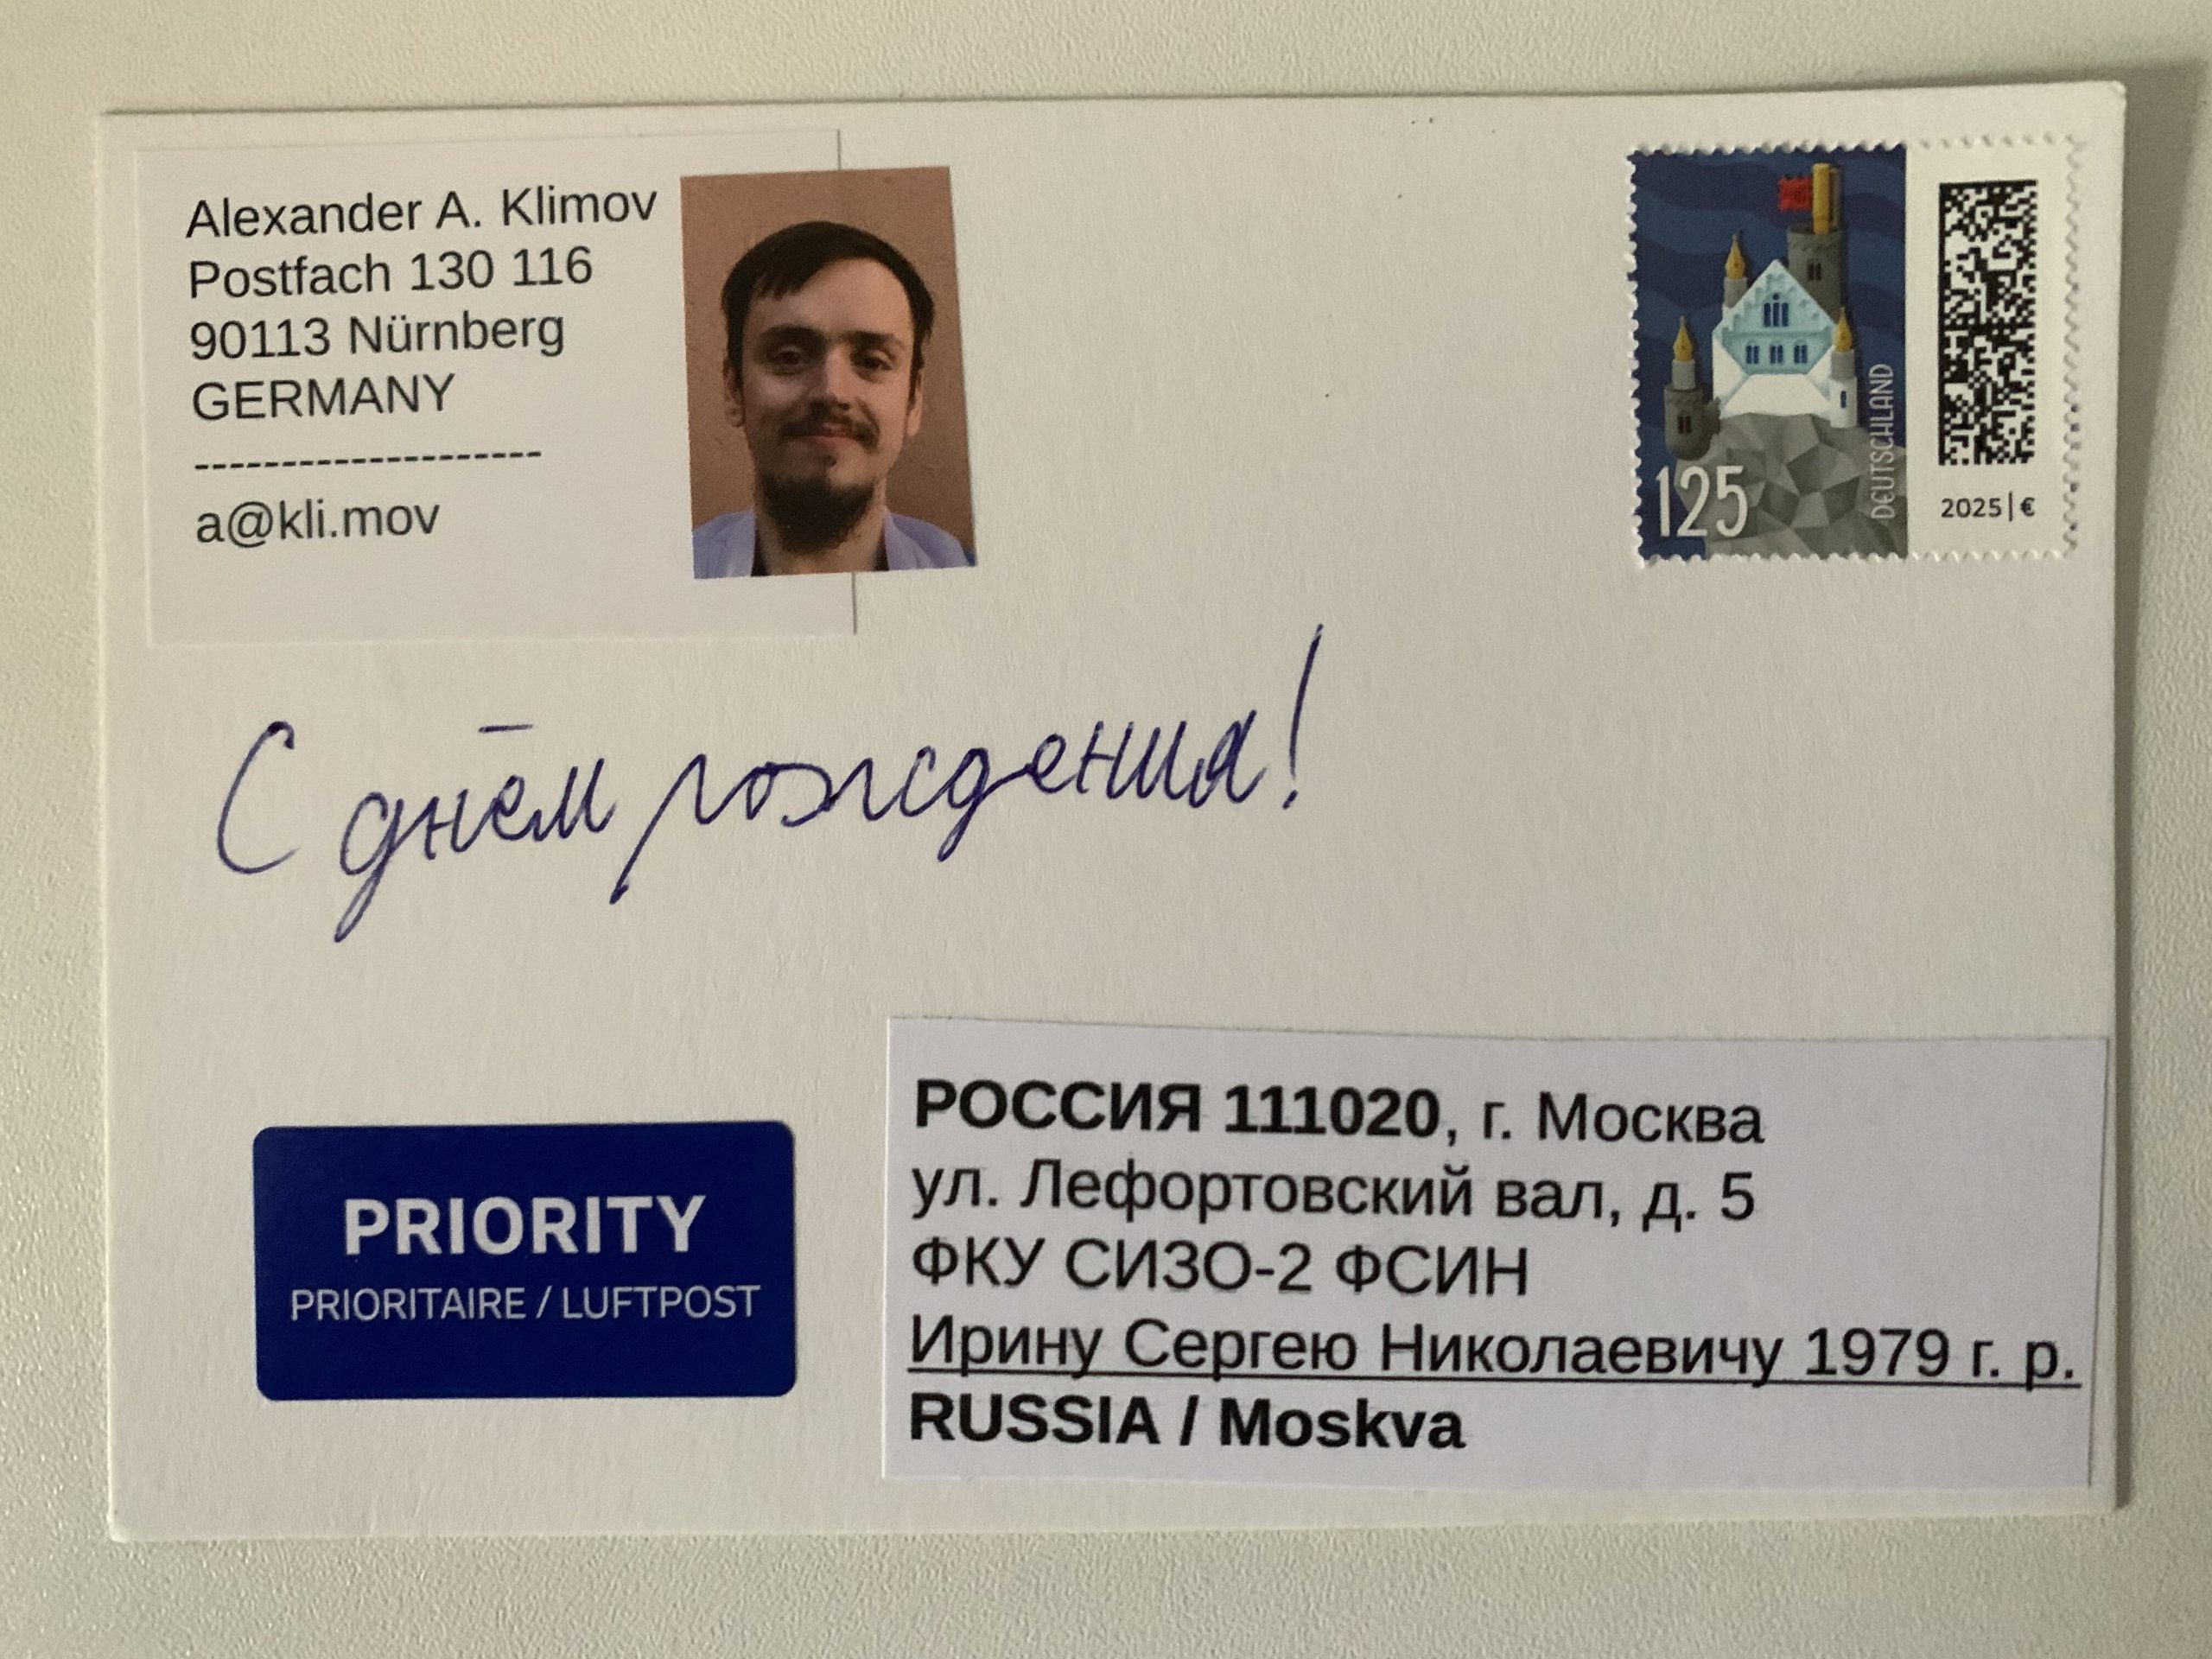 Alexander A. Klimov
Postfach 130 116
90113 Nürnberg
GERMANY
--------------------
a@kli.mov
125
DEUTSCHLAND
2025|€
С днём рождения!
PRIORITY
PRIORITAIRE / LUFTPOST
РОССИЯ 111020, г. Москва
ул. Лефортовский вал, д. 5
ФКУ СИЗО-2 ФСИН
Ирину Сергею Николаевичу 1979 г. р.
RUSSIA / Moskva